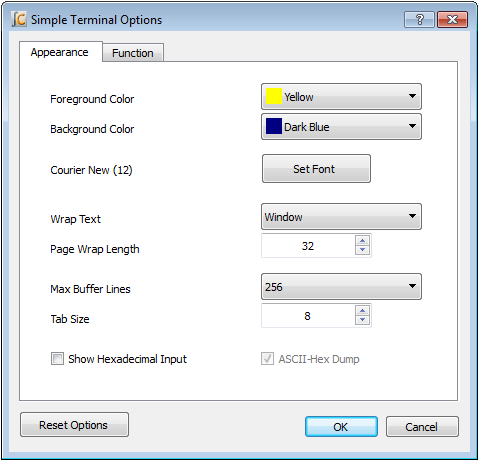 Simple Terminal Options
Appearance Function
Foreground Color Yellow
Background Color Dark Blue
Courier New (12) Set Font
Wrap Text Window
Page Wrap Length 32
Max Buffer Lines 256
Tab Size 8
Show Hexadecimal Input ASCII-Hex Dump
Reset Options OK Cancel